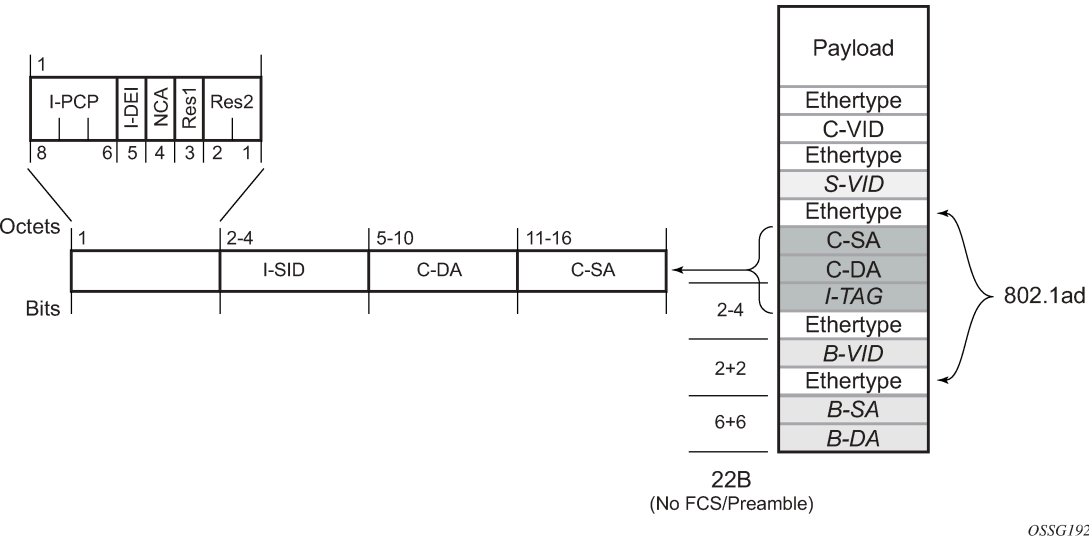 1
I-PCP
I-DEI
NCA
Res1
Res2
8 6 5 4 3 2 1
Octets
1 2-4 5-10 11-16
I-SID C-DA C-SA
Bits
Payload
Ethertype
C-VID
Ethertype
S-VID
Ethertype
C-SA
C-DA
I-TAG
Ethertype
B-VID
Ethertype
B-SA
B-DA
802.1ad
2-4
2+2
6+6
22B
(No FCS/Preamble)
OSSG192